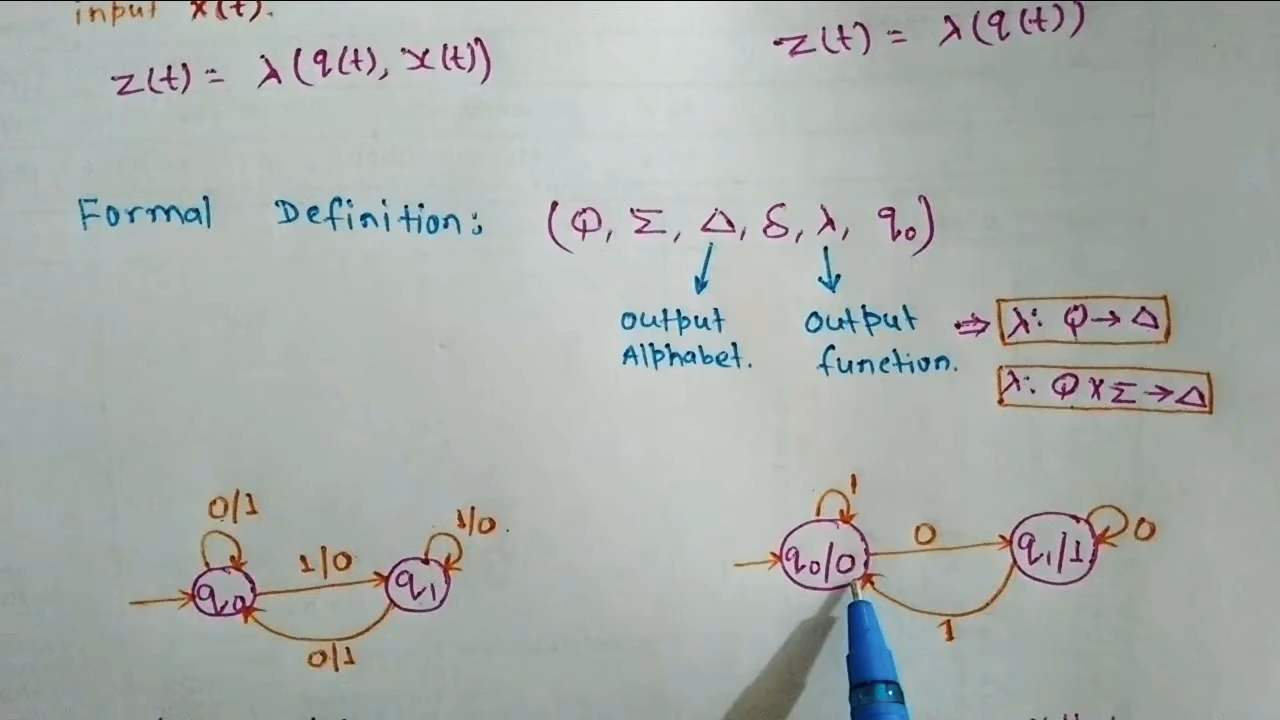 input x(t).
z(t) = λ(q(t), x(t))
z(t) = λ(q(t))
Formal Definition: (Q, Σ, Δ, δ, λ, q₀)
output Alphabet.
output function.
⇒ λ: Q → Δ
λ: Q X Σ → Δ
0/1
1/0
1/0
q₀
q₁
0/1
1
0
0
q₀/0
q₁/1
1